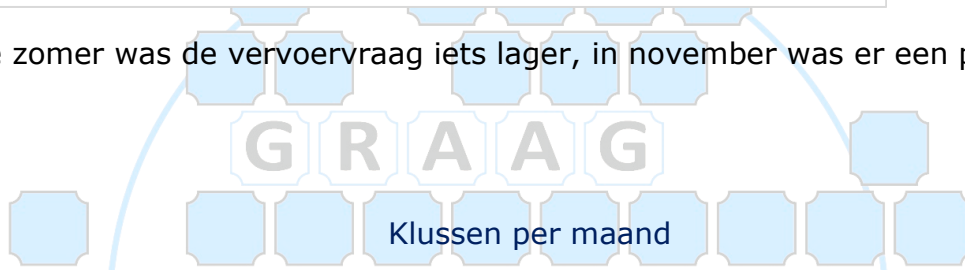 zomer was de vervoervraag iets lager, in november was er een
GRAAG
Klussen per maand